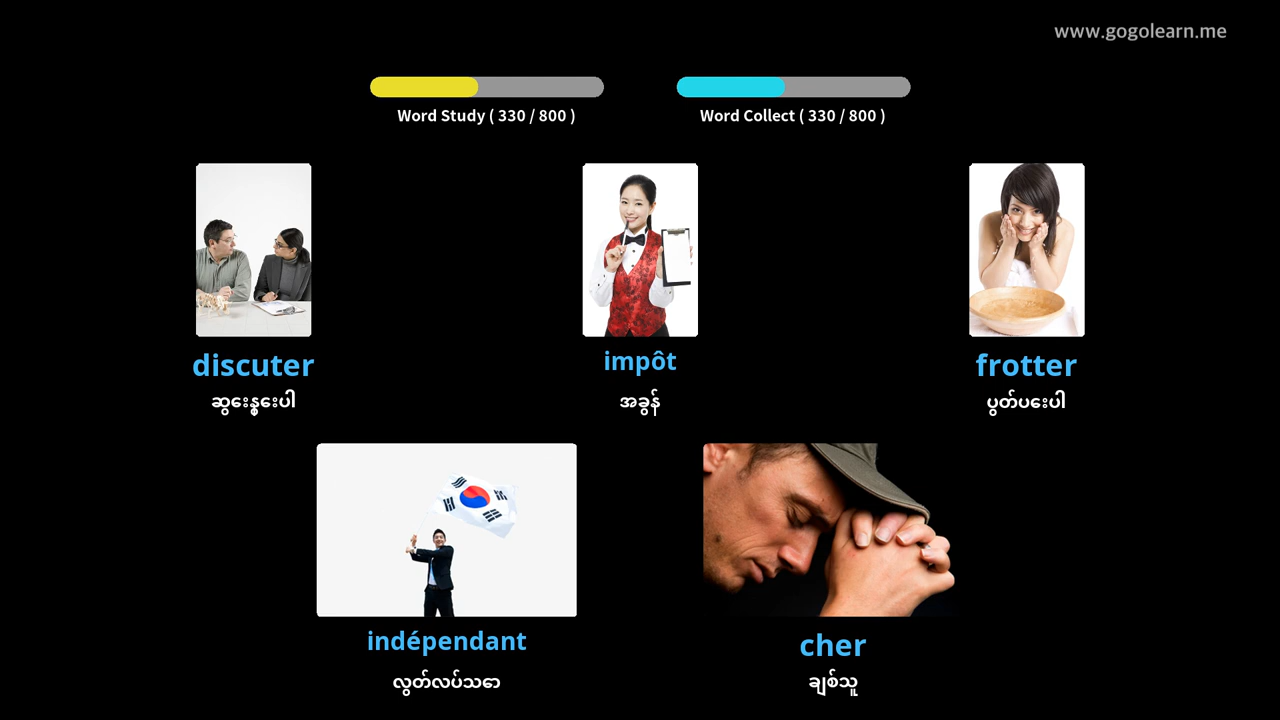 www.gogolearn.me
Word Study ( 330 / 800 )
Word Collect ( 330 / 800 )
discuter
ဆွေးနွေးပါ
impôt
အခွန်
frotter
ပွတ်ပေးပါ
indépendant
လွတ်လပ်သော
cher
ချစ်သူ